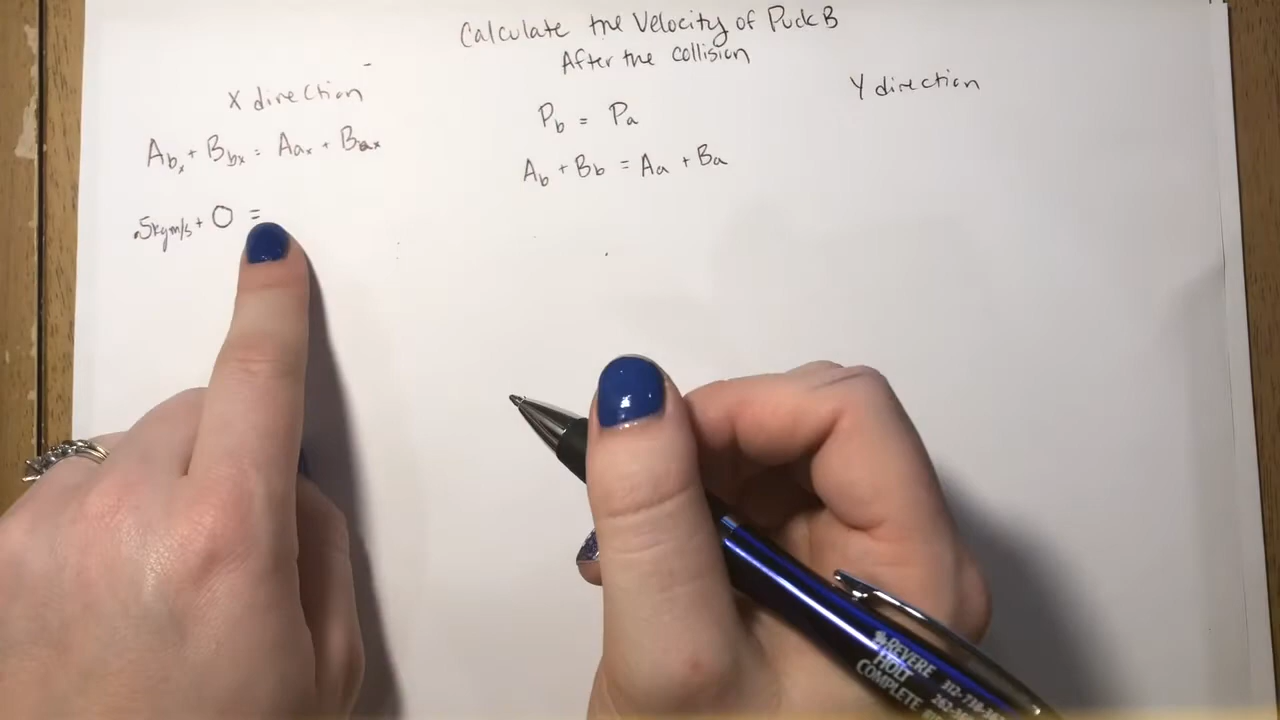 Calculate the Velocity of Puck B
After the collision
X direction
Y direction
Pb = Pa
Abx + Bbx = Aax + Bax
Ab + Bb = Aa + Ba
.5kgm/s + 0 =
REVERE
HOLT
COMPLETE